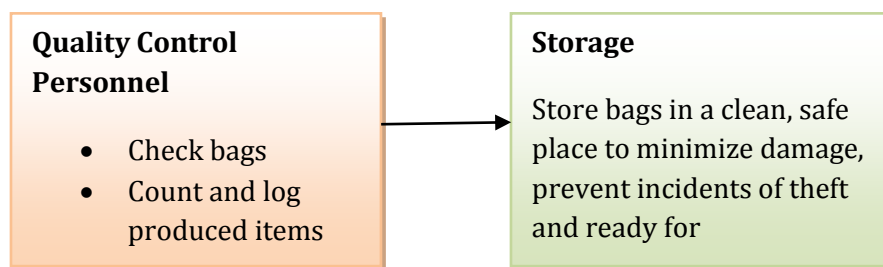 Quality Control
Personnel
• Check bags
• Count and log
produced items
Storage
Store bags in a clean, safe
place to minimize damage,
prevent incidents of theft
and ready for